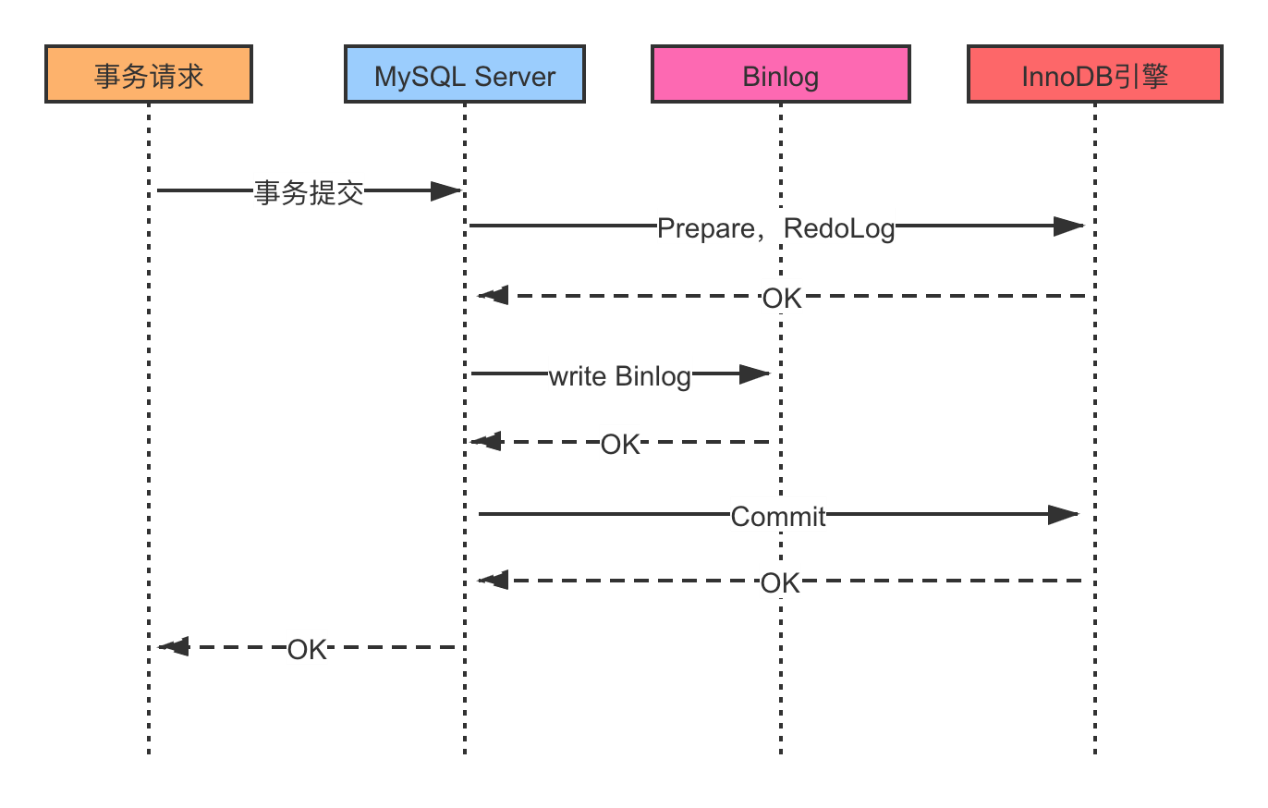 事务请求
MySQL Server
Binlog
InnoDB引擎
事务提交
Prepare，RedoLog
OK
write Binlog
OK
Commit
OK
OK